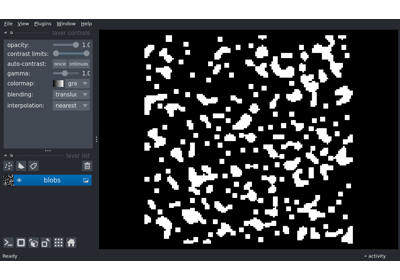 File View Plugins Window Help
layer controls
opacity: 1.0
contrast limits:
auto-contrast: once
gamma: 1.0
colormap: gra
blending: translu
interpolation: nearest
layer list
blobs
Ready
activity